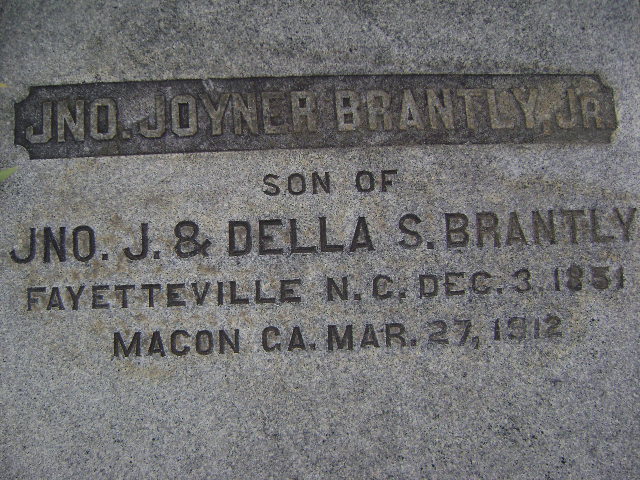 JNO. JOYNER BRANTLY, JR.
SON OF
JNO. J. & DELLA S. BRANTLY
FAYETTEVILLE N. C. DEC. 3. 1851
MACON GA. MAR. 27, 1912